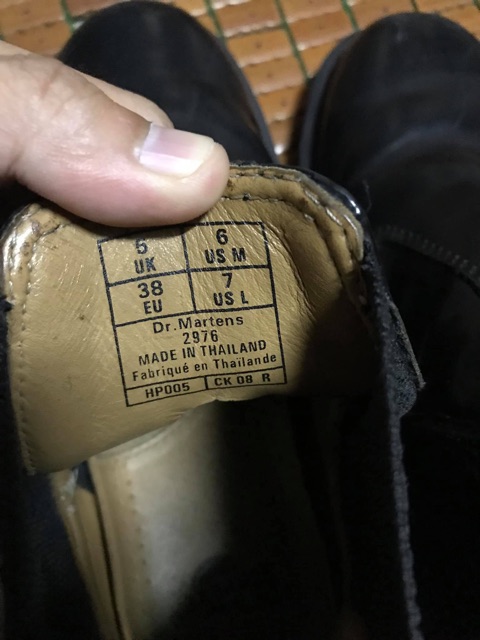 5 UK
6 US M
38 EU
7 US L
Dr. Martens
2976
MADE IN THAILAND
Fabriqué en Thaïlande
HP005 CK 08 R